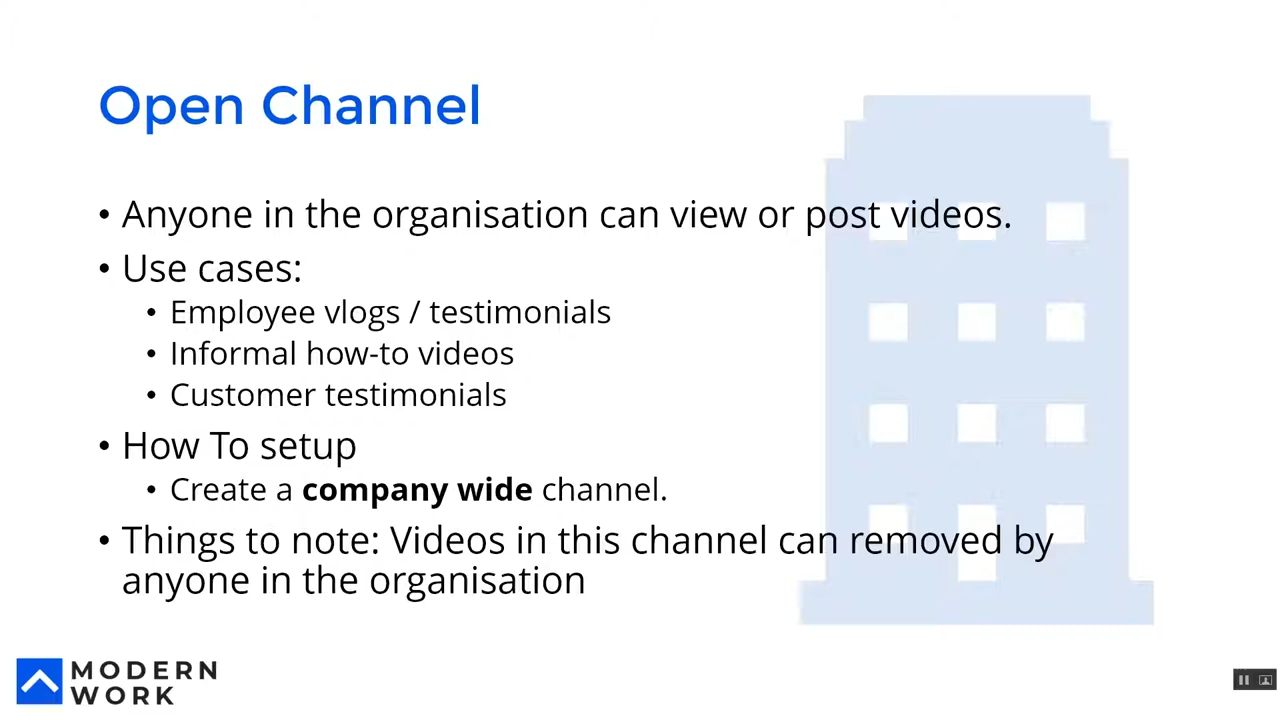 Open Channel
• Anyone in the organisation can view or post videos.
• Use cases:
• Employee vlogs / testimonials
• Informal how-to videos
• Customer testimonials
• How To setup
• Create a company wide channel.
• Things to note: Videos in this channel can removed by
anyone in the organisation
MODERN
WORK